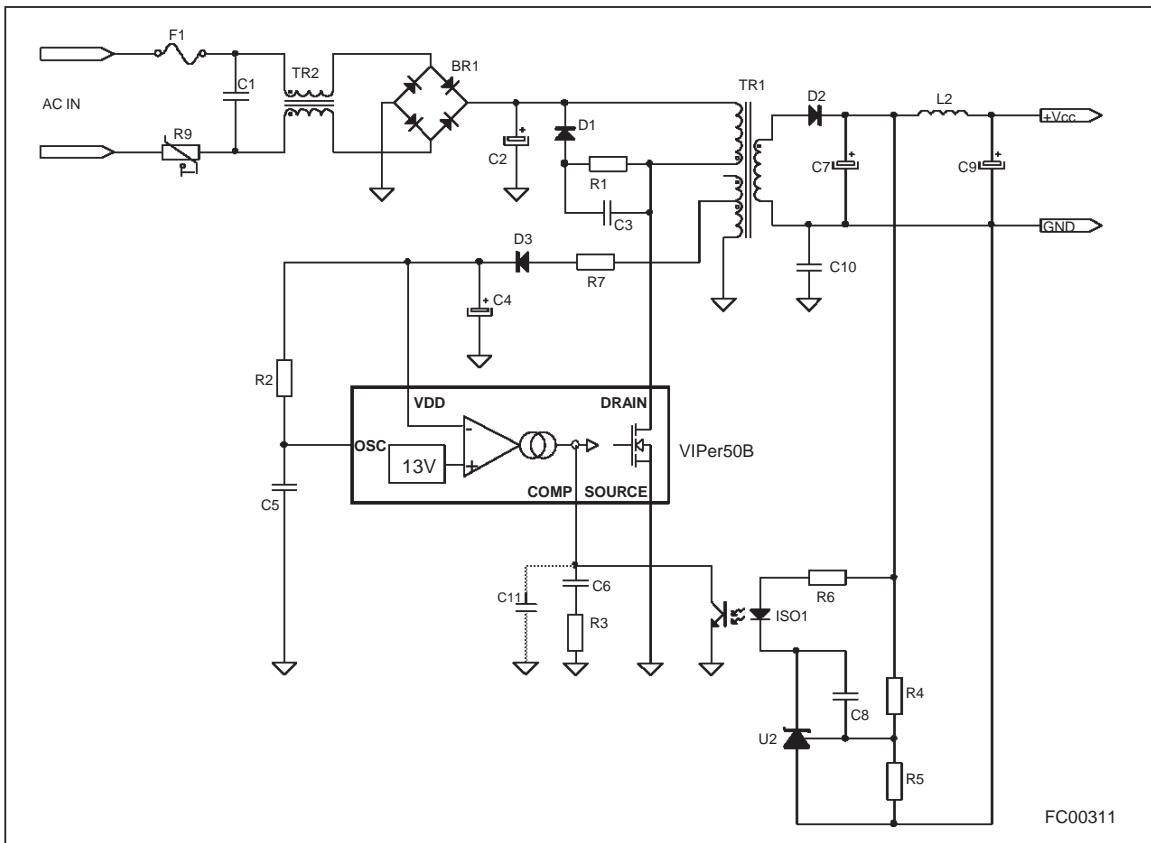 F1
TR2
BR1
TR1
D2
L2
+Vcc
C1
AC IN
R9
C2
+
D1
R1
C3
C7
+
C9
+
GND
D3
R7
C10
C4
+
R2
VDD
DRAIN
OSC
13V
-
+
VIPer50B
COMP
SOURCE
C5
C11
C6
R3
ISO1
R6
R4
C8
U2
R5
FC00311